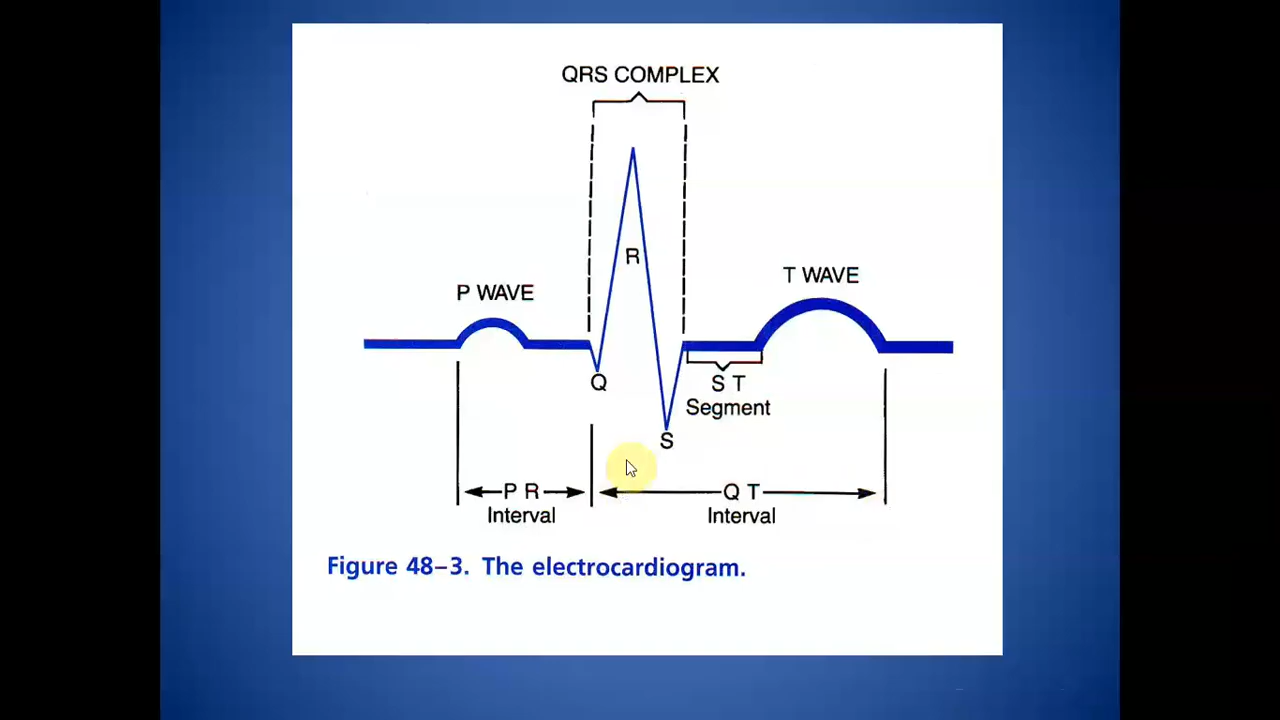 QRS COMPLEX
R
T WAVE
P WAVE
Q
S T
Segment
S
P R
Interval
Q T
Interval
Figure 48–3. The electrocardiogram.